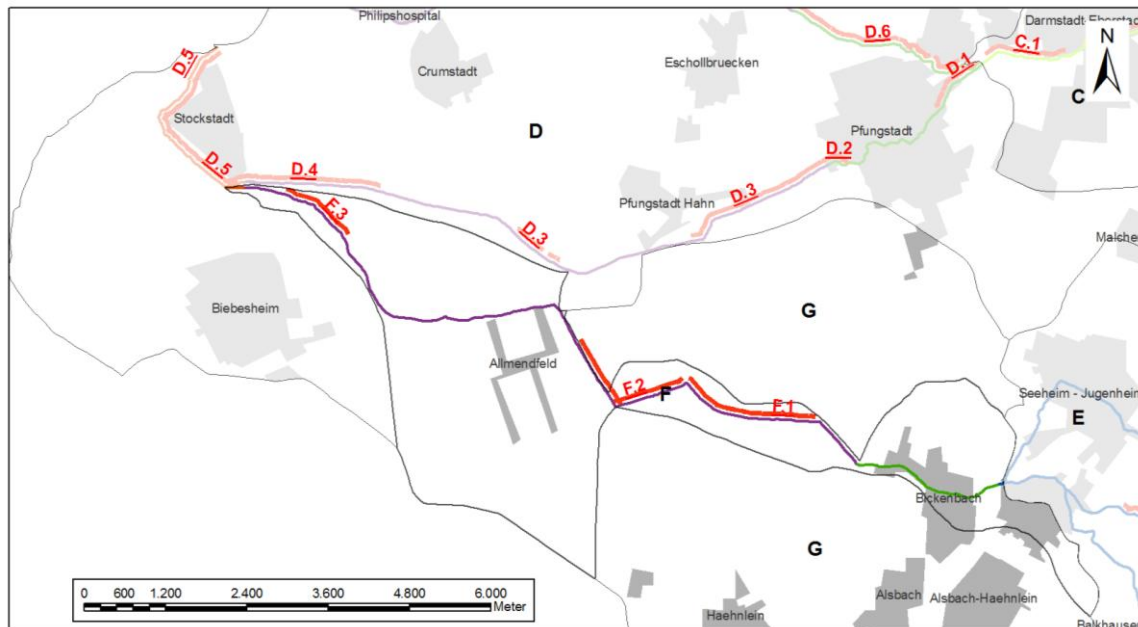 Philipshospital
Darmstadt-Eberstad
D.6
C.1
N
D.5
Crumstadt
Eschollbruecken
D.1
C
Stockstadt
D
Pfungstadt
D.2
D.5
D.4
D.3
Pfungstadt Hahn
F.3
D.3
Malche
Biebesheim
G
Allmendfeld
F.2
F
F.1
Seeheim - Jugenheim
E
Bickenbach
G
0 600 1.200 2.400 3.600 4.800 6.000
Meter
Alsbach
Alsbach-Haehnlein
Haehnlein
Balkhause